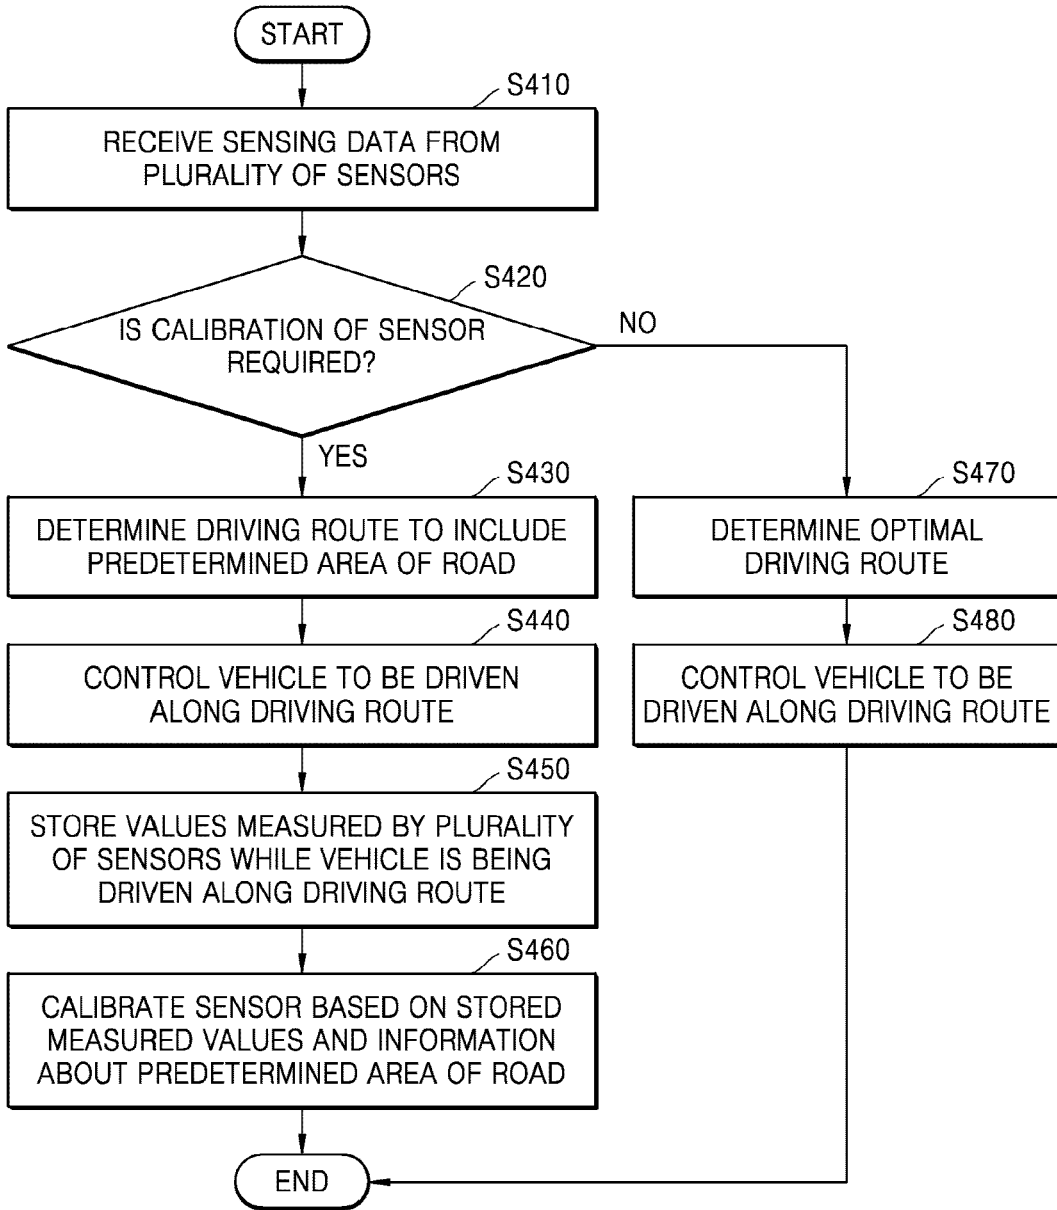 START
S410
RECEIVE SENSING DATA FROM
PLURALITY OF SENSORS
S420
IS CALIBRATION OF SENSOR
REQUIRED?
NO
YES
S430
DETERMINE DRIVING ROUTE TO INCLUDE
PREDETERMINED AREA OF ROAD
S440
CONTROL VEHICLE TO BE DRIVEN
ALONG DRIVING ROUTE
S450
STORE VALUES MEASURED BY PLURALITY
OF SENSORS WHILE VEHICLE IS BEING
DRIVEN ALONG DRIVING ROUTE
S460
CALIBRATE SENSOR BASED ON STORED
MEASURED VALUES AND INFORMATION
ABOUT PREDETERMINED AREA OF ROAD
S470
DETERMINE OPTIMAL
DRIVING ROUTE
S480
CONTROL VEHICLE TO BE
DRIVEN ALONG DRIVING ROUTE
END